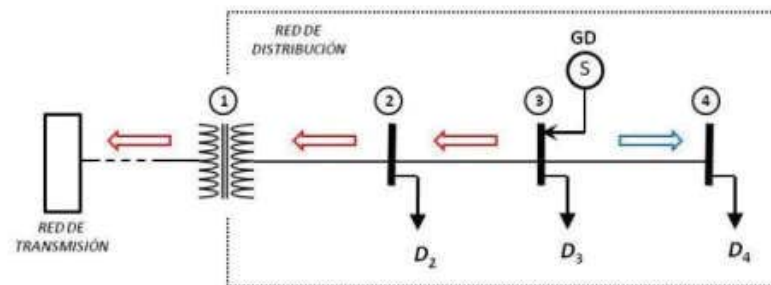 RED DE
DISTRIBUCIÓN
GD
S
1
2
3
4
RED DE
TRANSMISIÓN
D2
D3
D4